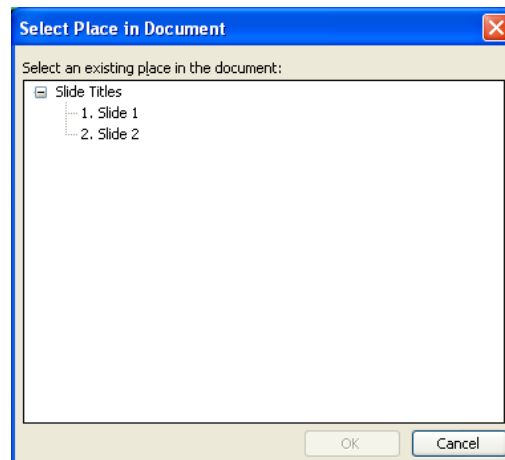 Select Place in Document
Select an existing place in the document:
Slide Titles
1. Slide 1
2. Slide 2
OK
Cancel